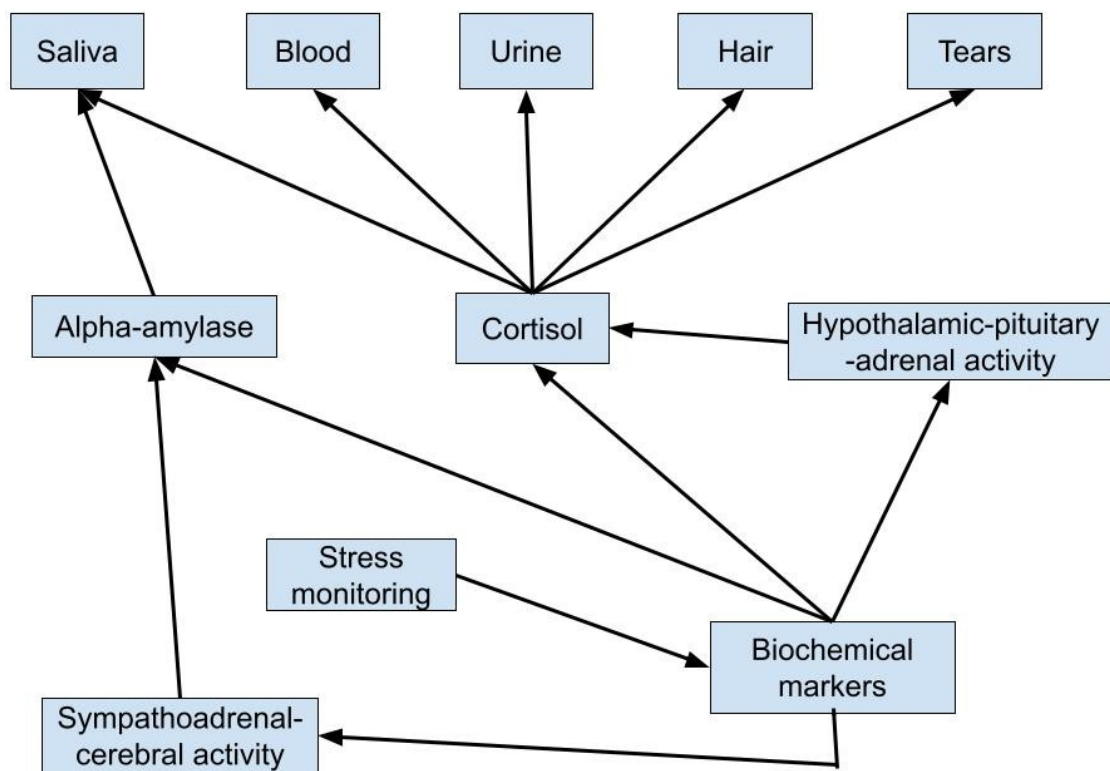 Saliva
Blood
Urine
Hair
Tears
Alpha-amylase
Cortisol
Hypothalamic-pituitary
-adrenal activity
Stress
monitoring
Biochemical
markers
Sympathoadrenal-
cerebral activity